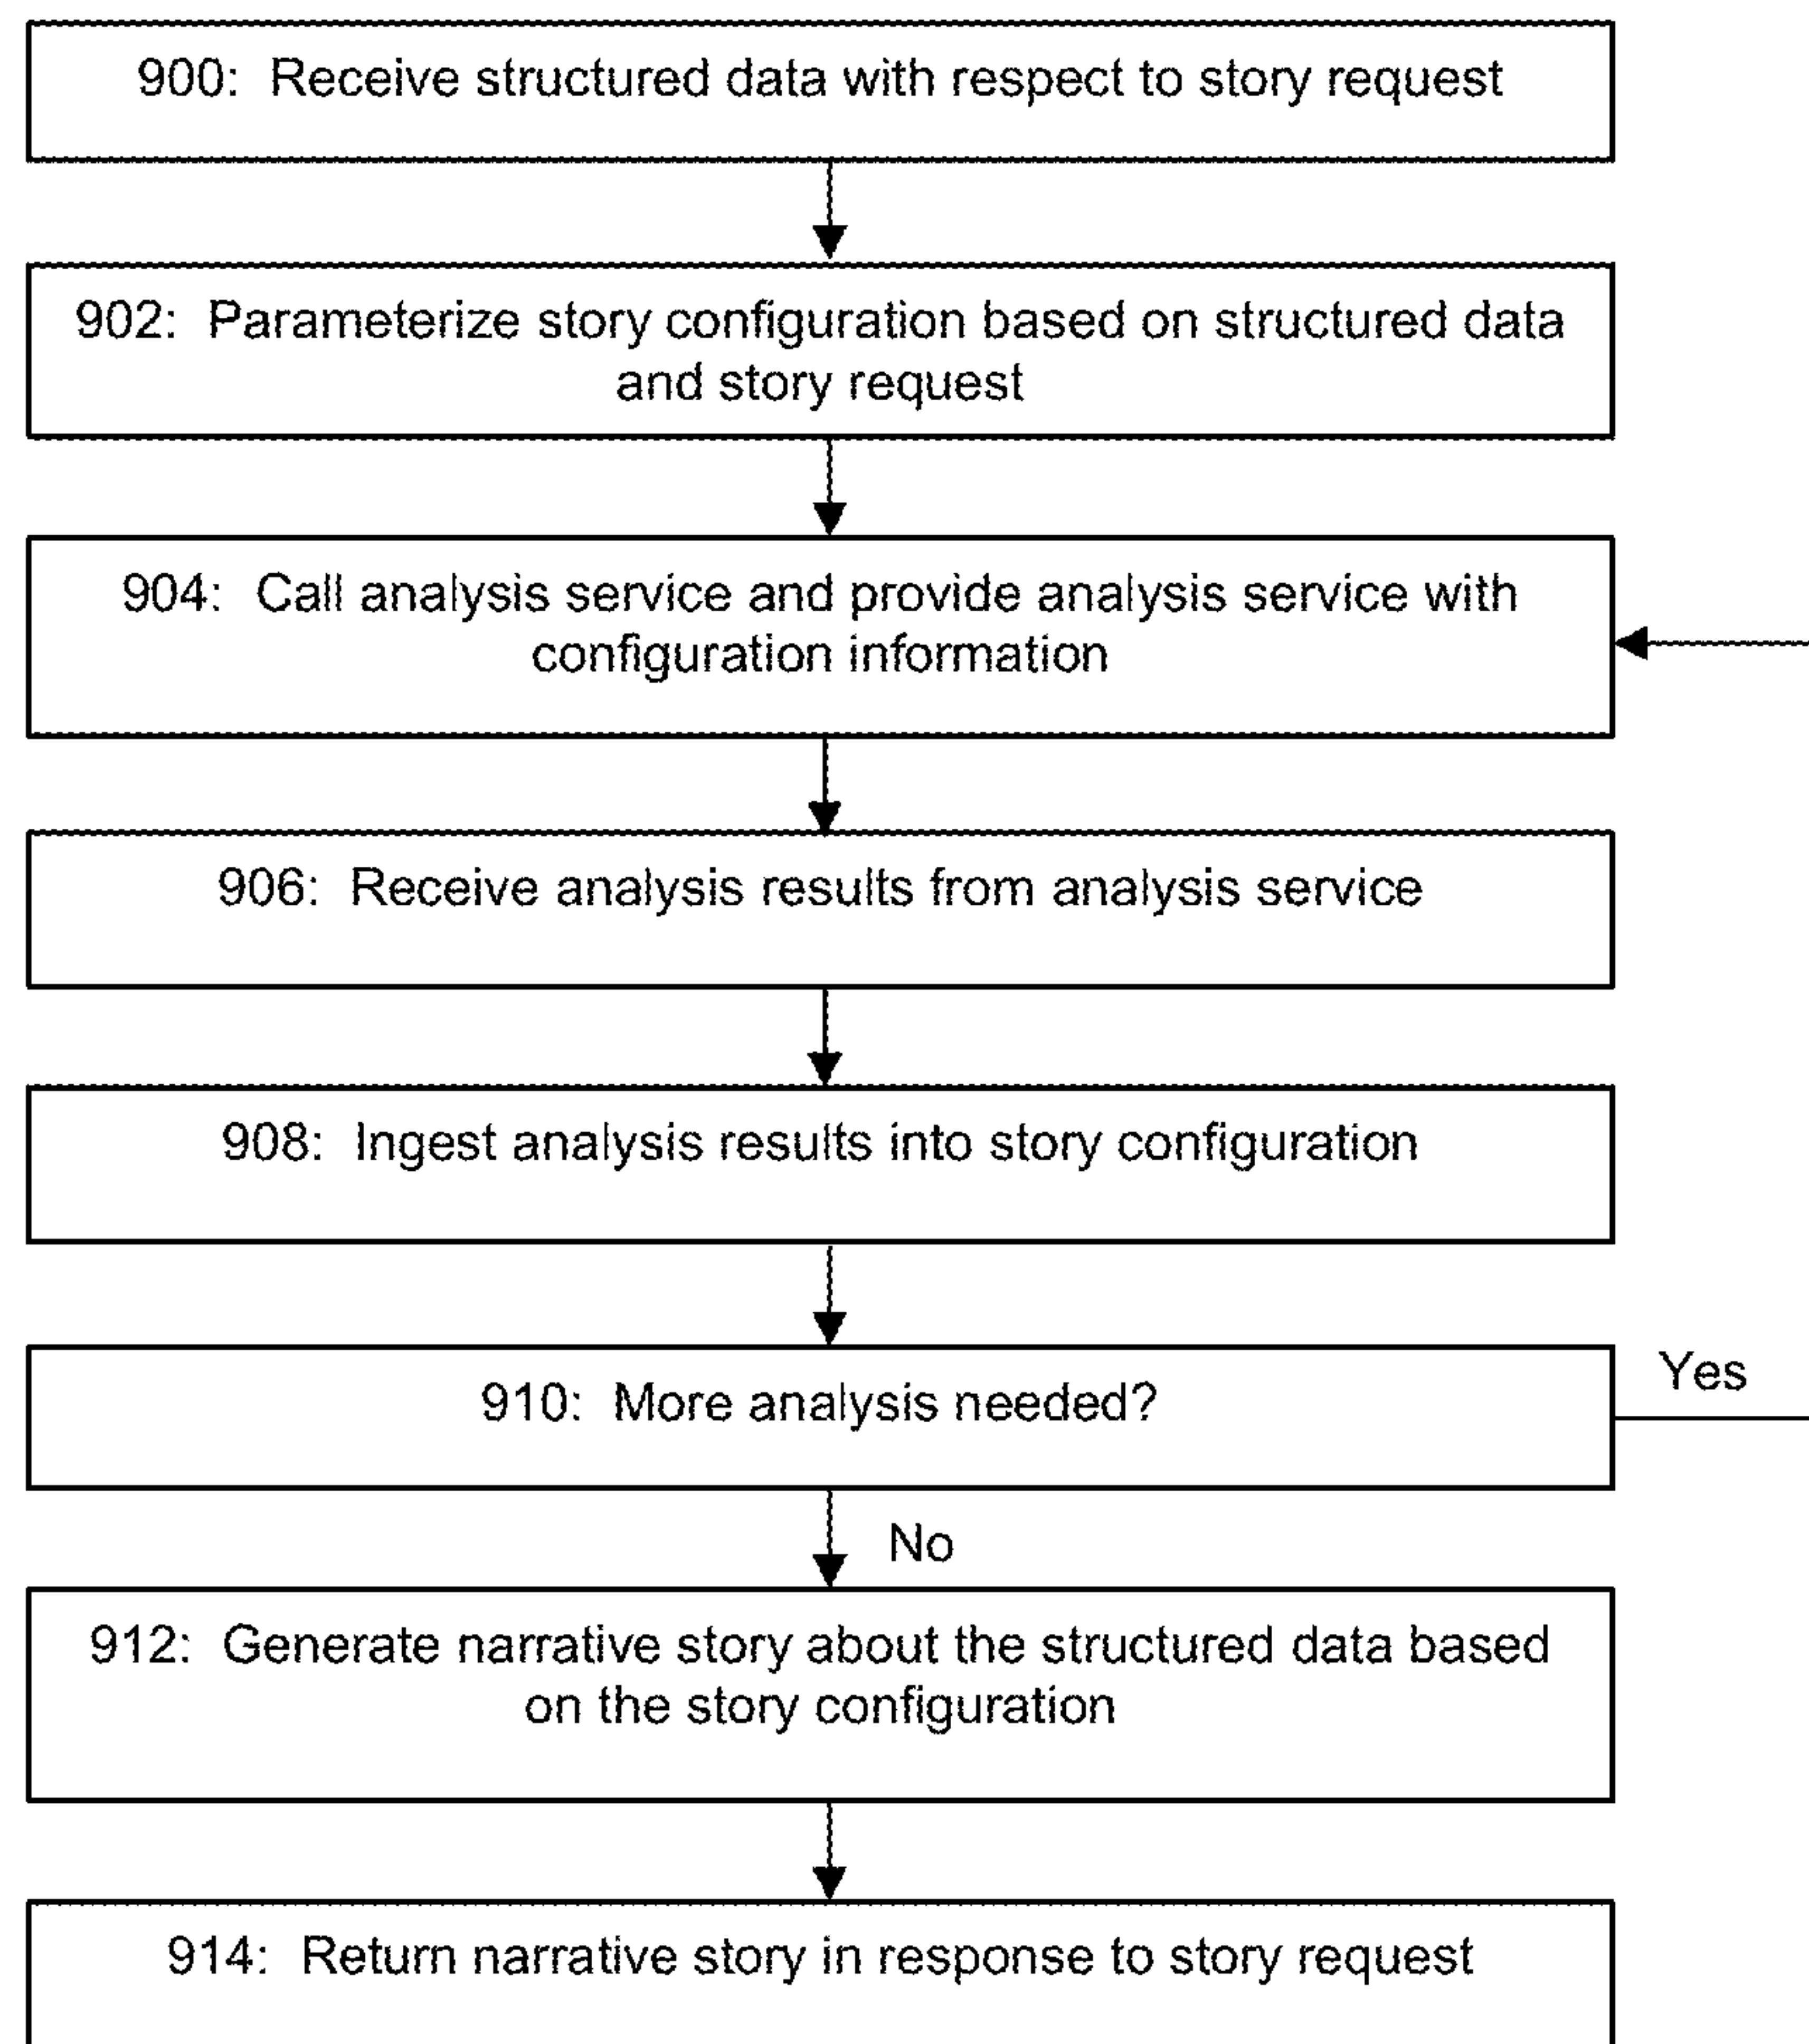 900: Receive structured data with respect to story request
902: Parameterize story configuration based on structured data
and story request
904: Call analysis service and provide analysis service with
configuration information
906: Receive analysis results from analysis service
908: Ingest analysis results into story configuration
910: More analysis needed?
Yes
No
912: Generate narrative story about the structured data based
on the story configuration
914: Return narrative story in response to story request